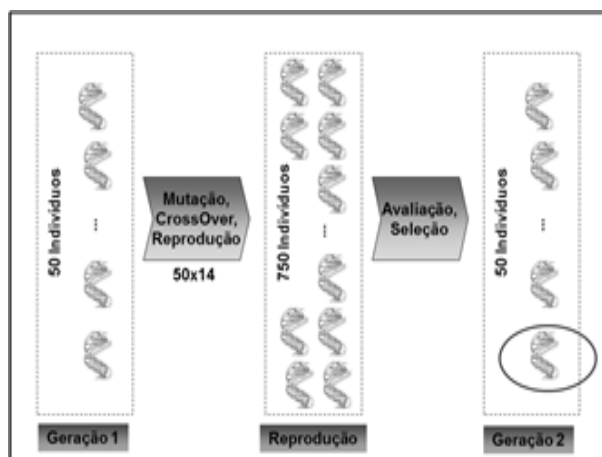 50 Indivíduos
...
Geração 1
Mutação,
CrossOver,
Reprodução
50x14
750 Indivíduos
...
Reprodução
Avaliação,
Seleção
50 Indivíduos
...
Geração 2